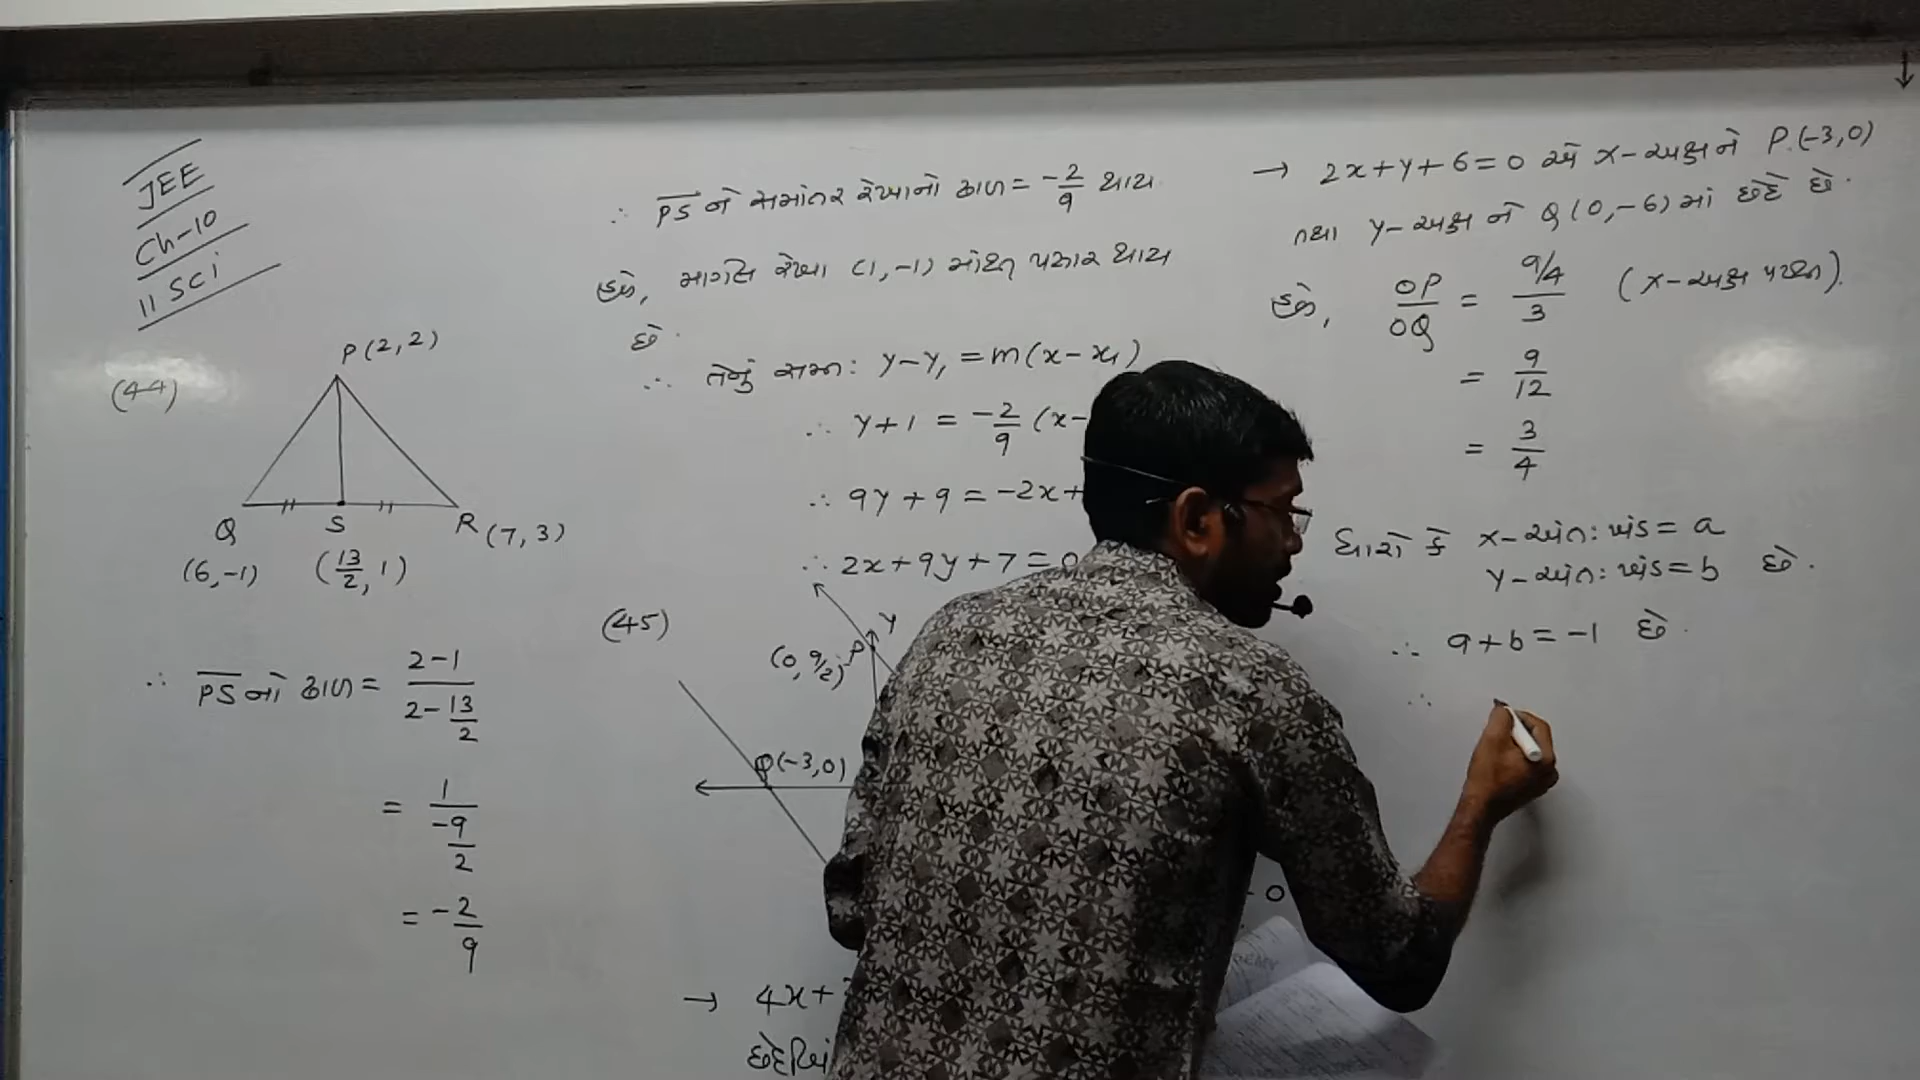 JEE
Ch-10
11 SCi
(44)
P(2,2)
Q
S
R (7,3)
(6,-1)
(13/2, 1)
∴ PS નો ઢાળ = 2-1 / 2-13/2
= 1 / -9/2
= -2/9
∴ PS ને સમાંતર રેખાનો ઢાળ = -2/9 થાય
હવે, માગેલ રેખા (1,-1) માંથી પસાર થાય
છે.
∴ તેનું સમી: y-y₁ = m(x-x₁)
∴ y+1 = -2/9 (x-
∴ 9y+9 = -2x+
∴ 2x+9y+7=0
(45)
y
P
(0, 9/2)
(-3,0)
- 0
→ 4x+
→ 2x+y+6=0 એ x-અક્ષને P(-3,0)
તથા y-અક્ષ ને Q(0,-6) માં છેદે છે.
હવે, OP/OQ = 9/4 / 3 (x-અક્ષ પરથી).
= 9/12
= 3/4
ધારો કે x-અંત:ખંડ = a
y-અંત:ખંડ = b છે.
∴ a+b = -1 છે.
∴